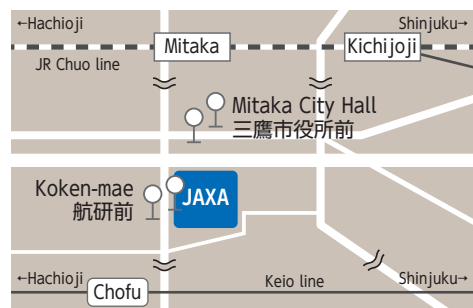 ←Hachioji
Shinjuku→
Mitaka
Kichijoji
JR Chuo line
Mitaka City Hall
三鷹市役所前
Koken-mae
航研前
JAXA
←Hachioji
Chofu
Keio line
Shinjuku→